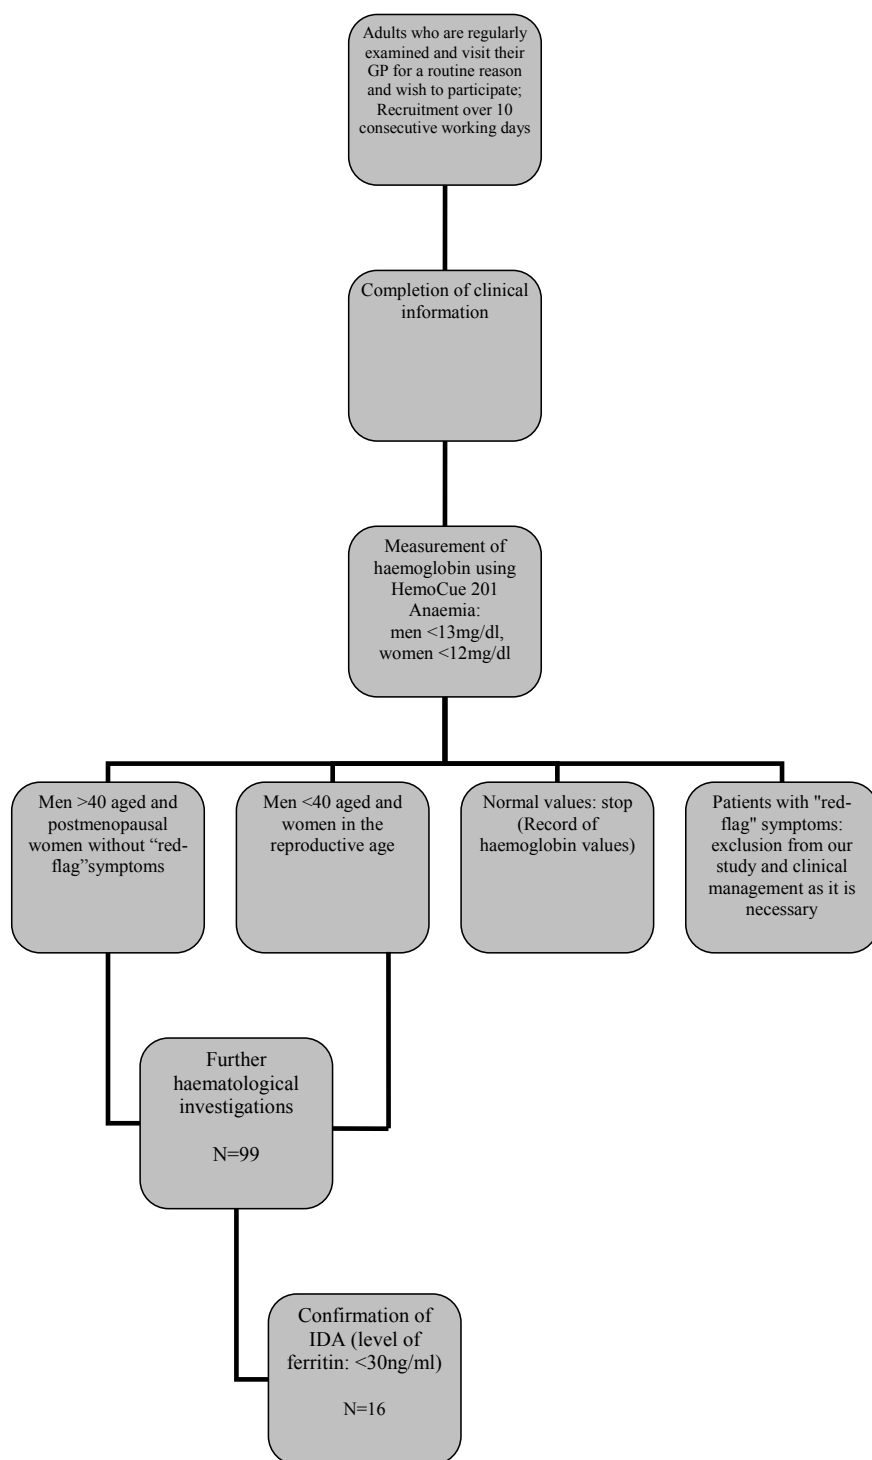 Adults who are regularly
examined and visit their
GP for a routine reason
and wish to participate;
Recruitment over 10
consecutive working days
Completion of clinical
information
Measurement of
haemoglobin using
HemoCue 201
Anaemia:
men <13mg/dl,
women <12mg/dl
Men >40 aged and
postmenopausal
women without “red-
flag”symptoms
Men <40 aged and
women in the
reproductive age
Normal values: stop
(Record of
haemoglobin values)
Patients with "red-
flag" symptoms:
exclusion from our
study and clinical
management as it is
necessary
Further
haematological
investigations
N=99
Confirmation of
IDA (level of
ferritin: <30ng/ml)
N=16